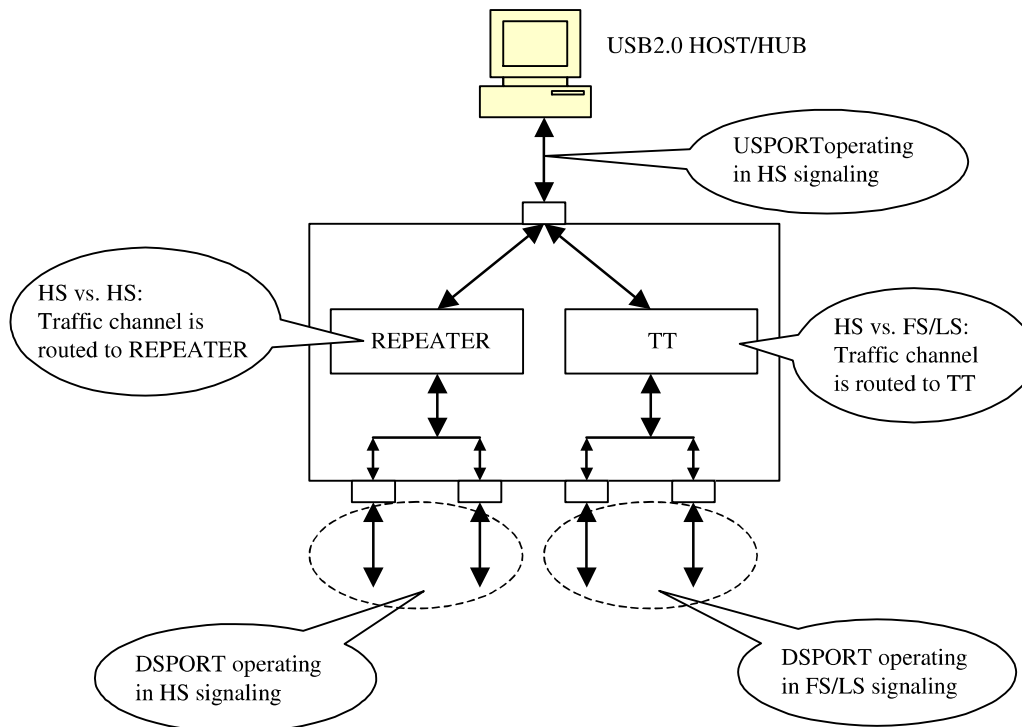 USB2.0 HOST/HUB
USPORToperating
in HS signaling
HS vs. HS:
Traffic channel is
routed to REPEATER
REPEATER
TT
HS vs. FS/LS:
Traffic channel
is routed to TT
DSPORT operating
in HS signaling
DSPORT operating
in FS/LS signaling